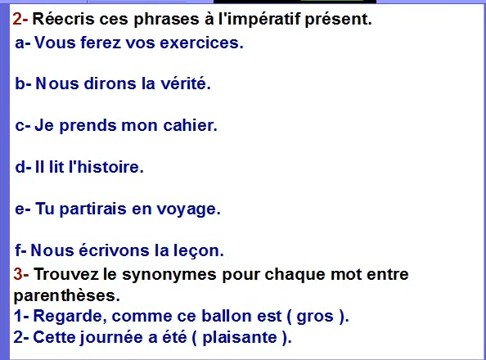 2- Réecris ces phrases à l'impératif présent.
a- Vous ferez vos exercices.
b- Nous dirons la vérité.
c- Je prends mon cahier.
d- Il lit l'histoire.
e- Tu partirais en voyage.
f- Nous écrivons la leçon.
3- Trouvez le synonymes pour chaque mot entre
parenthèses.
1- Regarde, comme ce ballon est ( gros ).
2- Cette journée a été ( plaisante ).